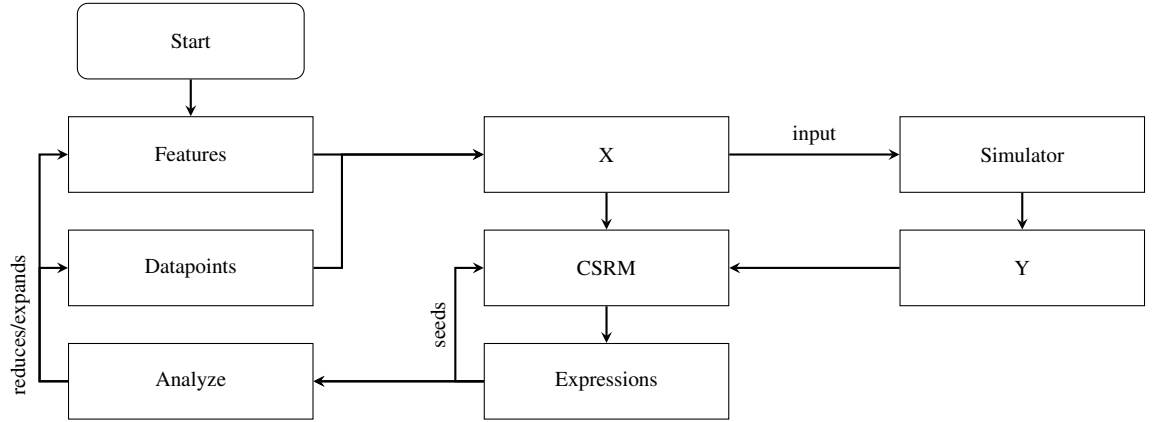 Start
Features
X
input
Simulator
Datapoints
CSRM
Y
reduces/expands
seeds
Analyze
Expressions